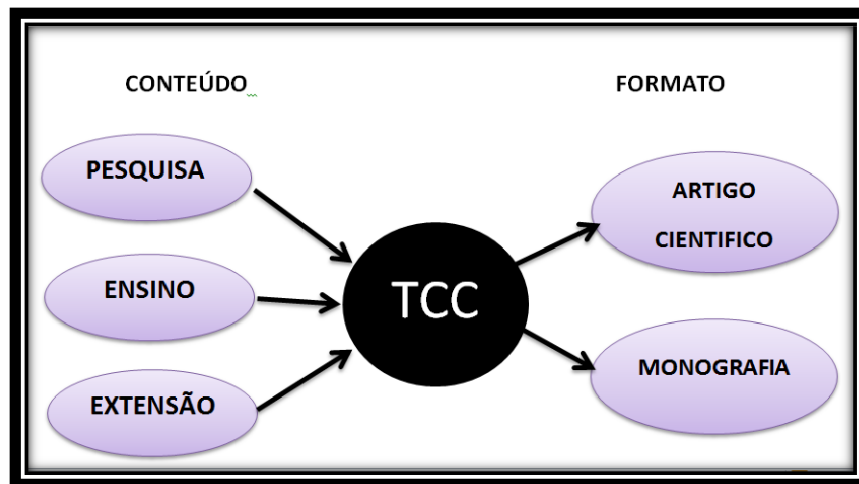 CONTEÚDO
FORMATO
PESQUISA
ENSINO
EXTENSÃO
TCC
ARTIGO
CIENTIFICO
MONOGRAFIA